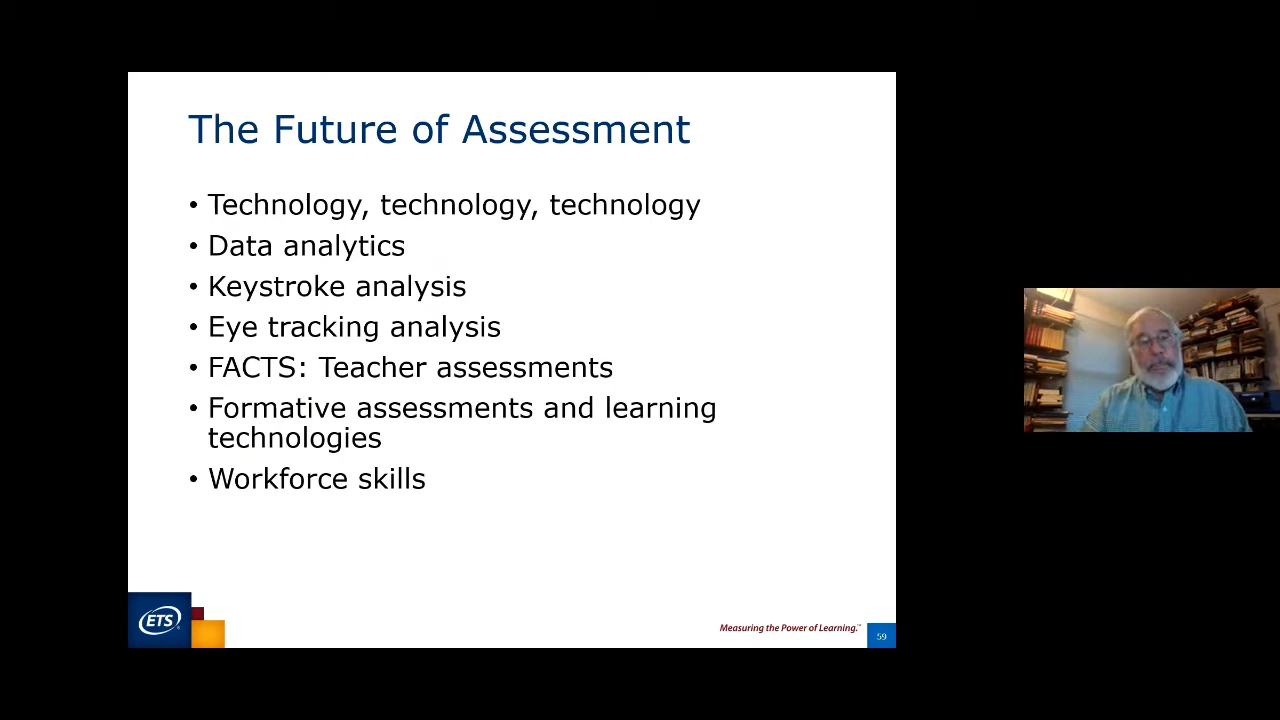 The Future of Assessment
• Technology, technology, technology
• Data analytics
• Keystroke analysis
• Eye tracking analysis
• FACTS: Teacher assessments
• Formative assessments and learning
technologies
• Workforce skills
ETS
Measuring the Power of Learning.™
59